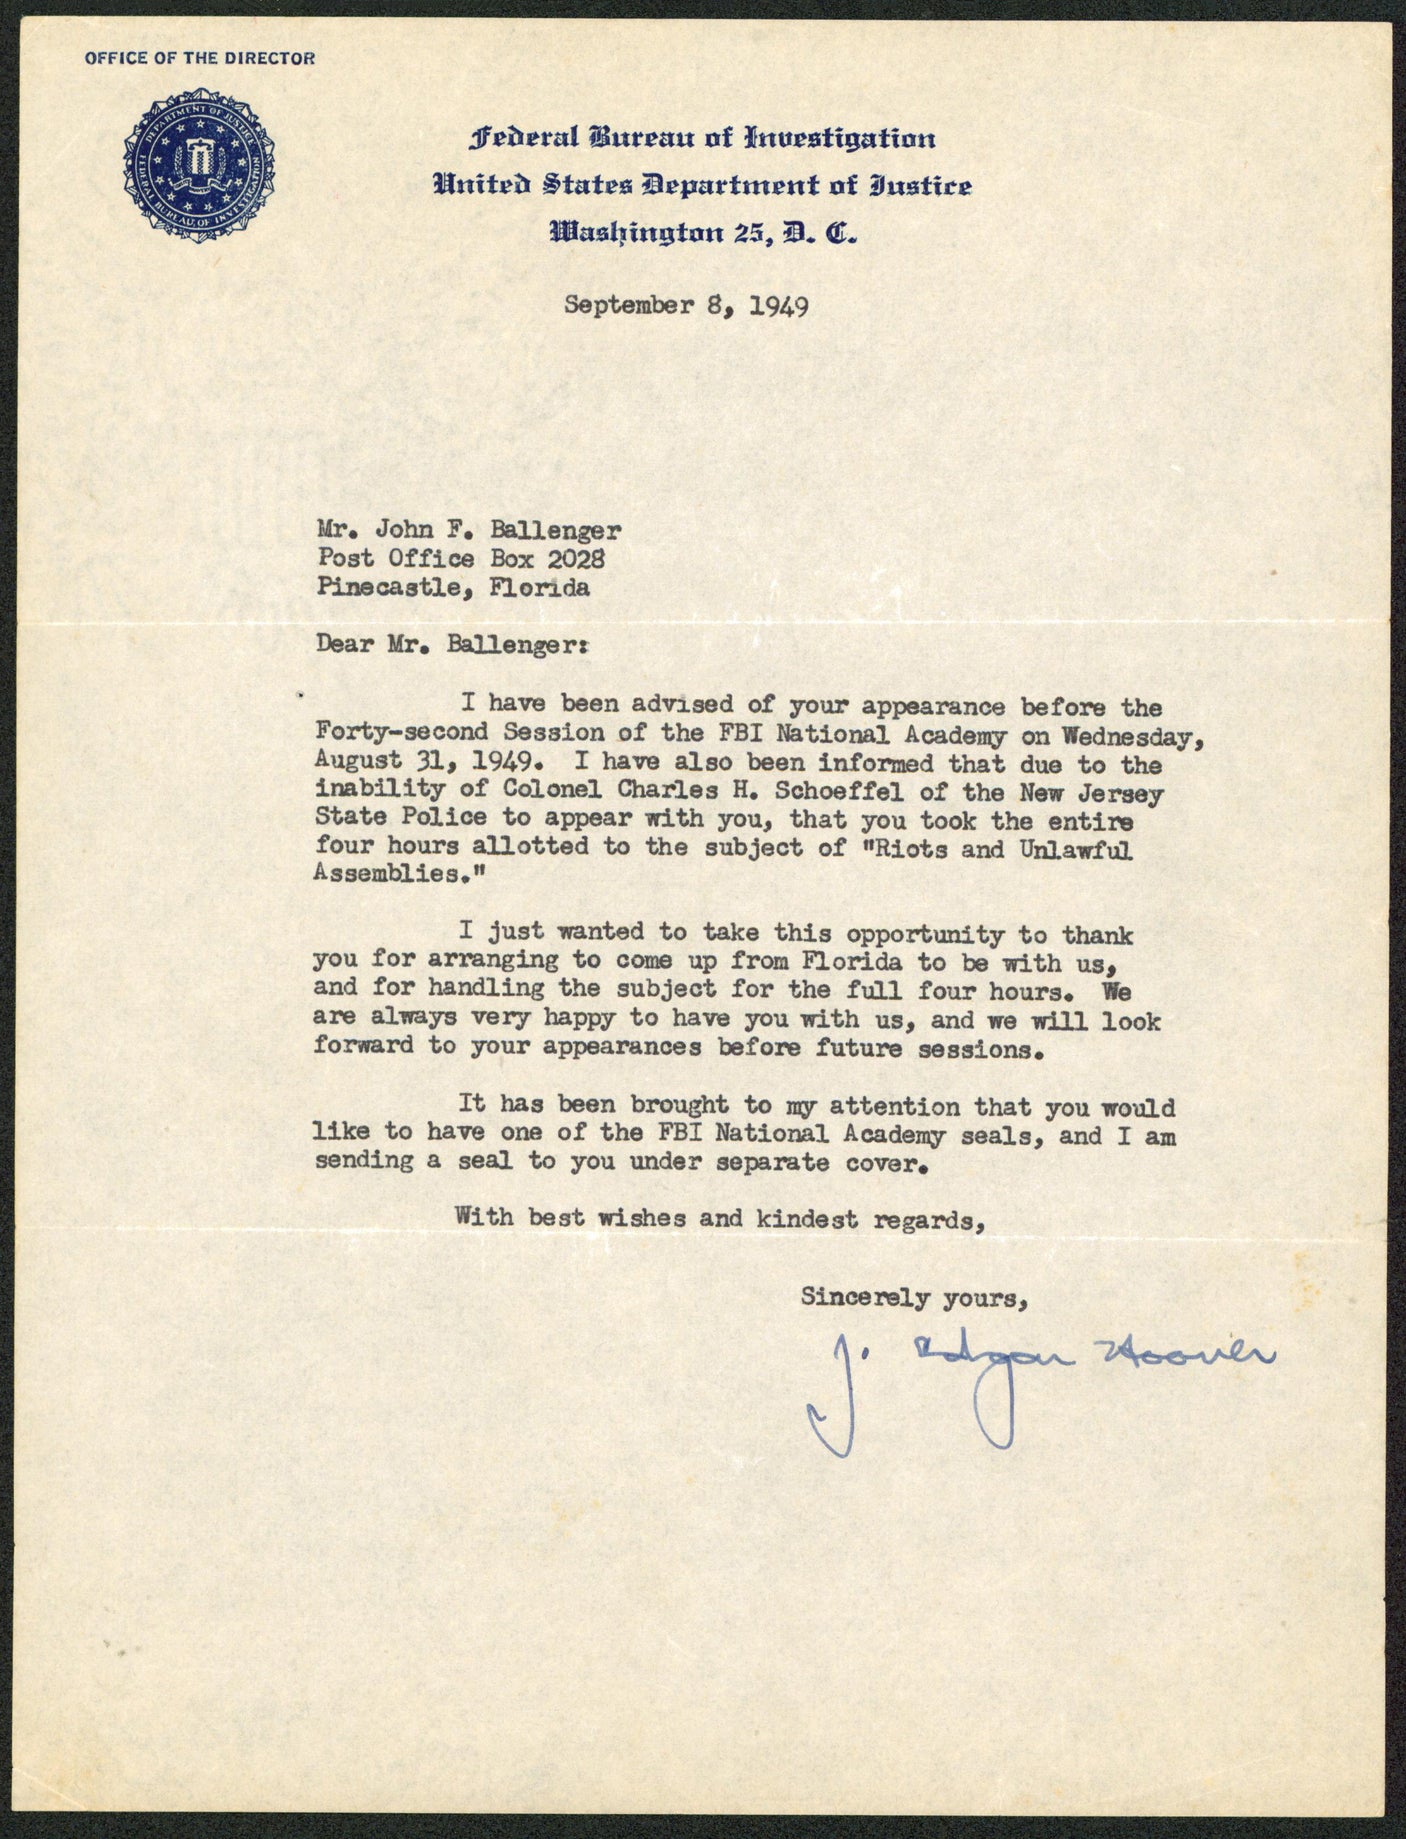 OFFICE OF THE DIRECTOR
DEPARTMENT OF JUSTICE
FEDERAL BUREAU OF INVESTIGATION
Federal Bureau of Investigation
United States Department of Justice
Washington 25, D. C.
September 8, 1949
Mr. John F. Ballenger
Post Office Box 2028
Pinecastle, Florida
Dear Mr. Ballenger:
I have been advised of your appearance before the
Forty-second Session of the FBI National Academy on Wednesday,
August 31, 1949. I have also been informed that due to the
inability of Colonel Charles H. Schoeffel of the New Jersey
State Police to appear with you, that you took the entire
four hours allotted to the subject of "Riots and Unlawful
Assemblies."
I just wanted to take this opportunity to thank
you for arranging to come up from Florida to be with us,
and for handling the subject for the full four hours. We
are always very happy to have you with us, and we will look
forward to your appearances before future sessions.
It has been brought to my attention that you would
like to have one of the FBI National Academy seals, and I am
sending a seal to you under separate cover.
With best wishes and kindest regards,
Sincerely yours,
J. Edgar Hoover